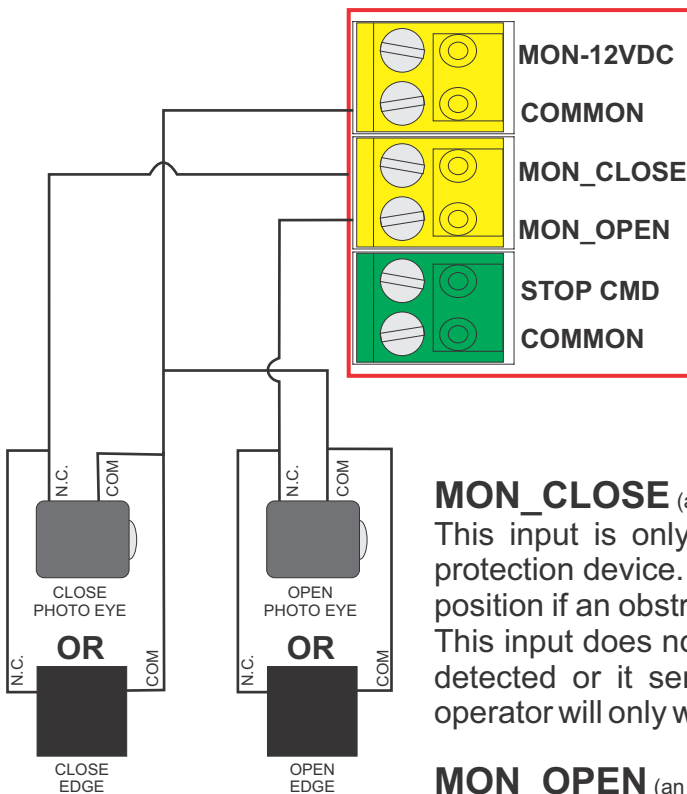 MON-12VDC
COMMON
MON_CLOSE
MON_OPEN
STOP CMD
COMMON
N.C.
COM
CLOSE
PHOTO EYE
OR
N.C.
COM
CLOSE
EDGE
N.C.
COM
OPEN
PHOTO EYE
OR
N.C.
COM
OPEN
EDGE
MON_CLOSE
This input is only
protection device.
position if an obstr
This input does no
detected or it ser
operator will only w
MON_OPEN (an